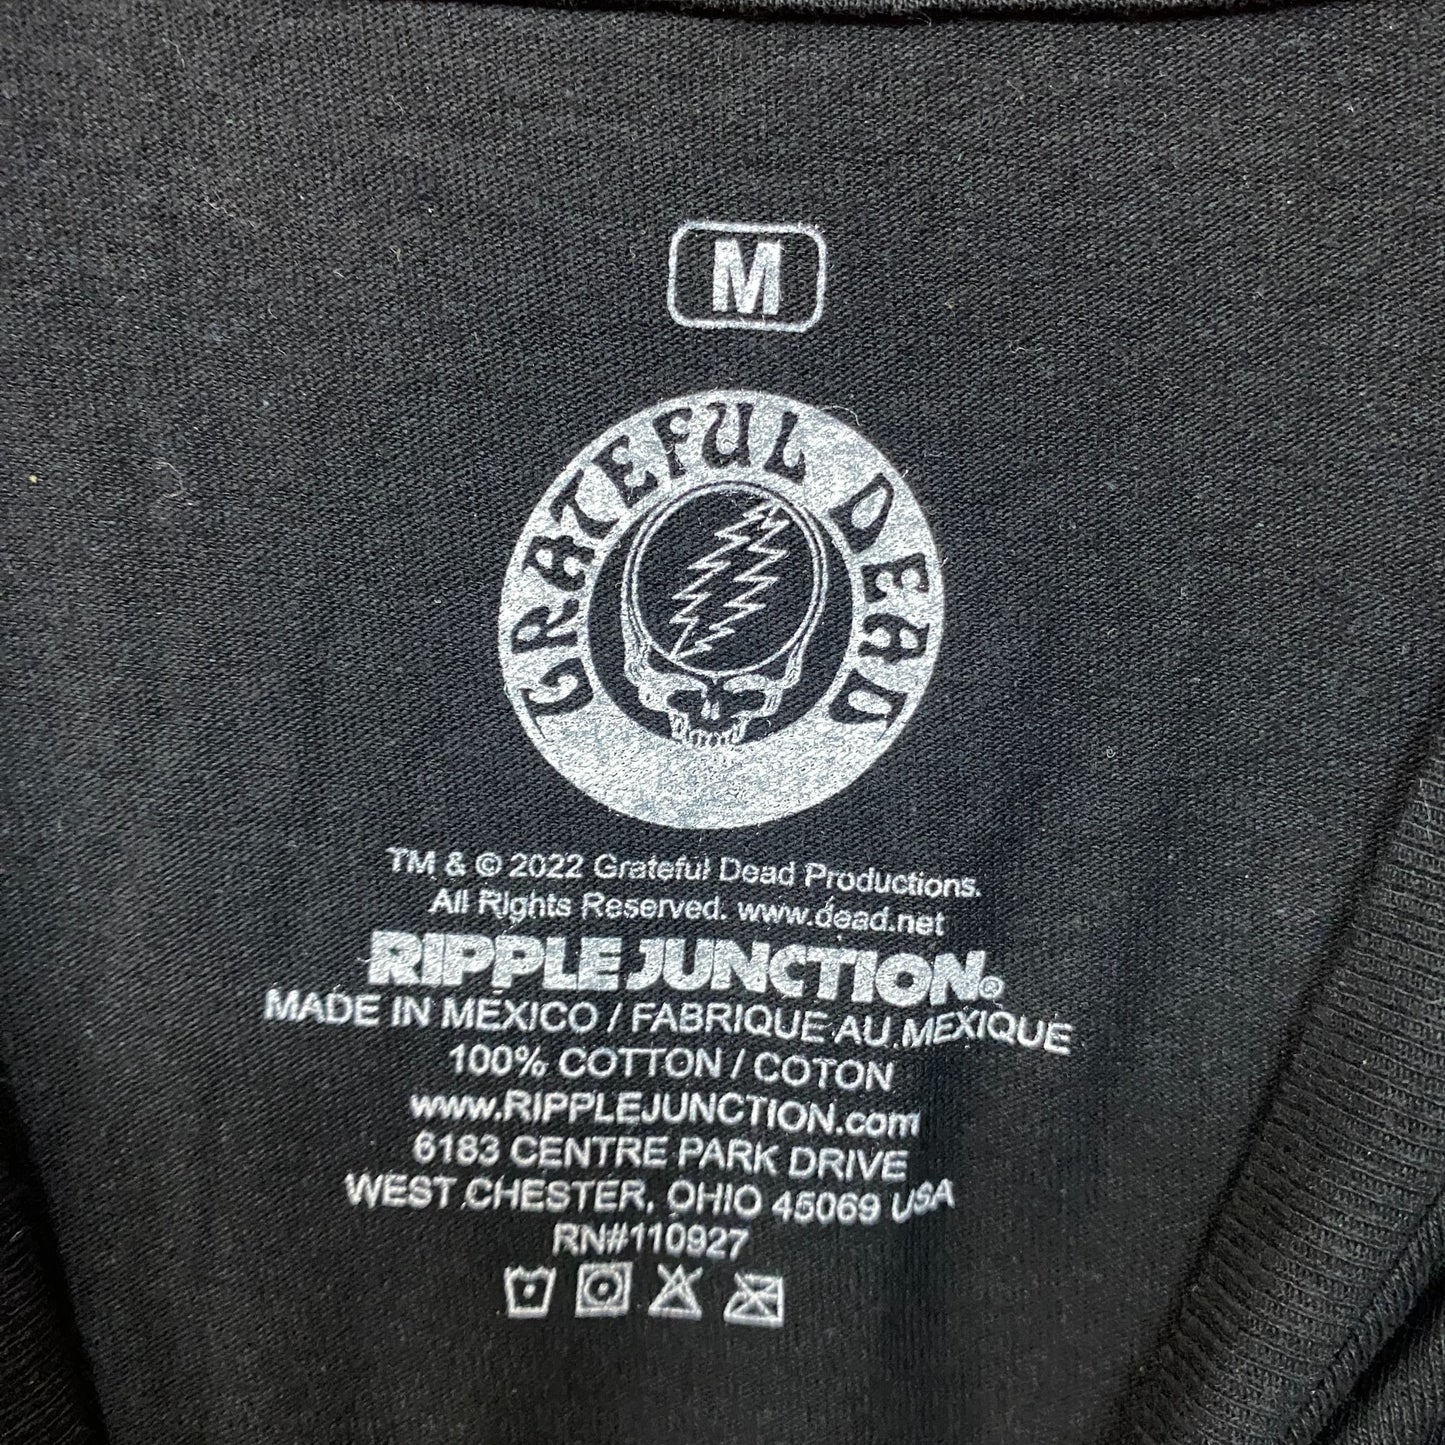 M
GRATEFUL DEAD
TM & © 2022 Grateful Dead Productions.
All Rights Reserved. www.dead.net
RIPPLE JUNCTION®
MADE IN MEXICO / FABRIQUE AU MEXIQUE
100% COTTON / COTON
www.RIPPLEJUNCTION.com
6183 CENTRE PARK DRIVE
WEST CHESTER, OHIO 45069 USA
RN#110927